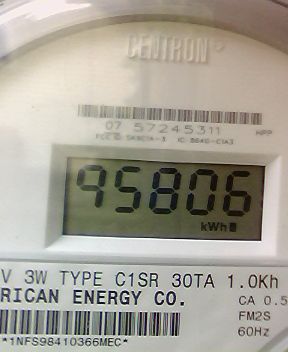 CENTRON
07 57245311 HPP
95806
kWh
V 3W TYPE C1SR 30TA 1.0Kh
RICAN ENERGY CO. CA 0.5
FM2S
60Hz
*1NFS98410366MEC*